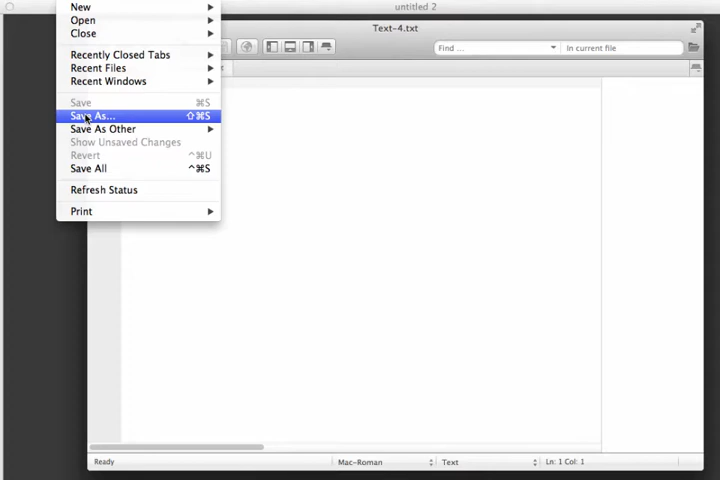 untitled 2
New
Open
Close
Recently Closed Tabs
Recent Files
Recent Windows
Save ⌘S
Save As... ⇧⌘S
Save As Other
Show Unsaved Changes
Revert ^⌘U
Save All ^⌘S
Refresh Status
Print
Text-4.txt
Find ...
In current file
Ready
Mac-Roman
Text
Ln: 1 Col: 1